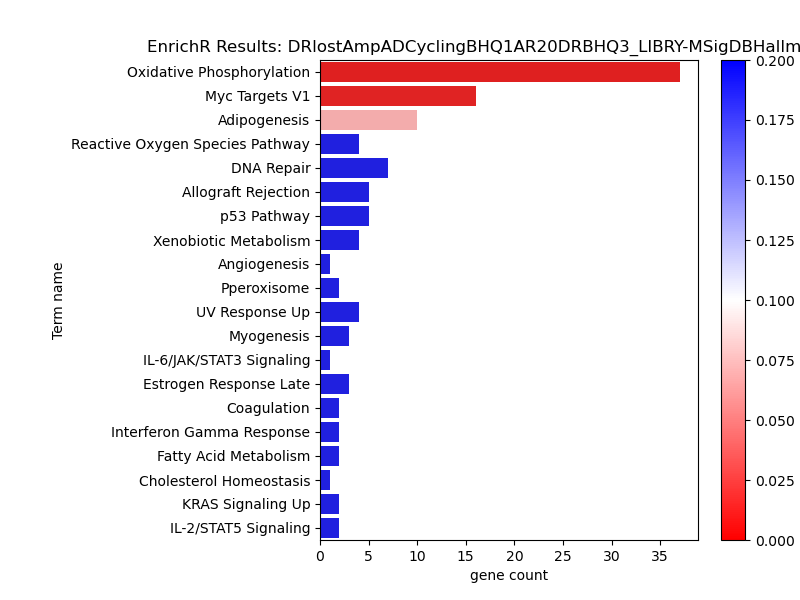 EnrichR Results: DRlostAmpADCyclingBHQ1AR20DRBHQ3_LIBRY-MSigDBHallm
Oxidative Phosphorylation
Myc Targets V1
Adipogenesis
Reactive Oxygen Species Pathway
DNA Repair
Allograft Rejection
p53 Pathway
Xenobiotic Metabolism
Angiogenesis
Pperoxisome
UV Response Up
Myogenesis
IL-6/JAK/STAT3 Signaling
Estrogen Response Late
Coagulation
Interferon Gamma Response
Fatty Acid Metabolism
Cholesterol Homeostasis
KRAS Signaling Up
IL-2/STAT5 Signaling
Term name
0 5 10 15 20 25 30 35
gene count
0.200
0.175
0.150
0.125
0.100
0.075
0.050
0.025
0.000